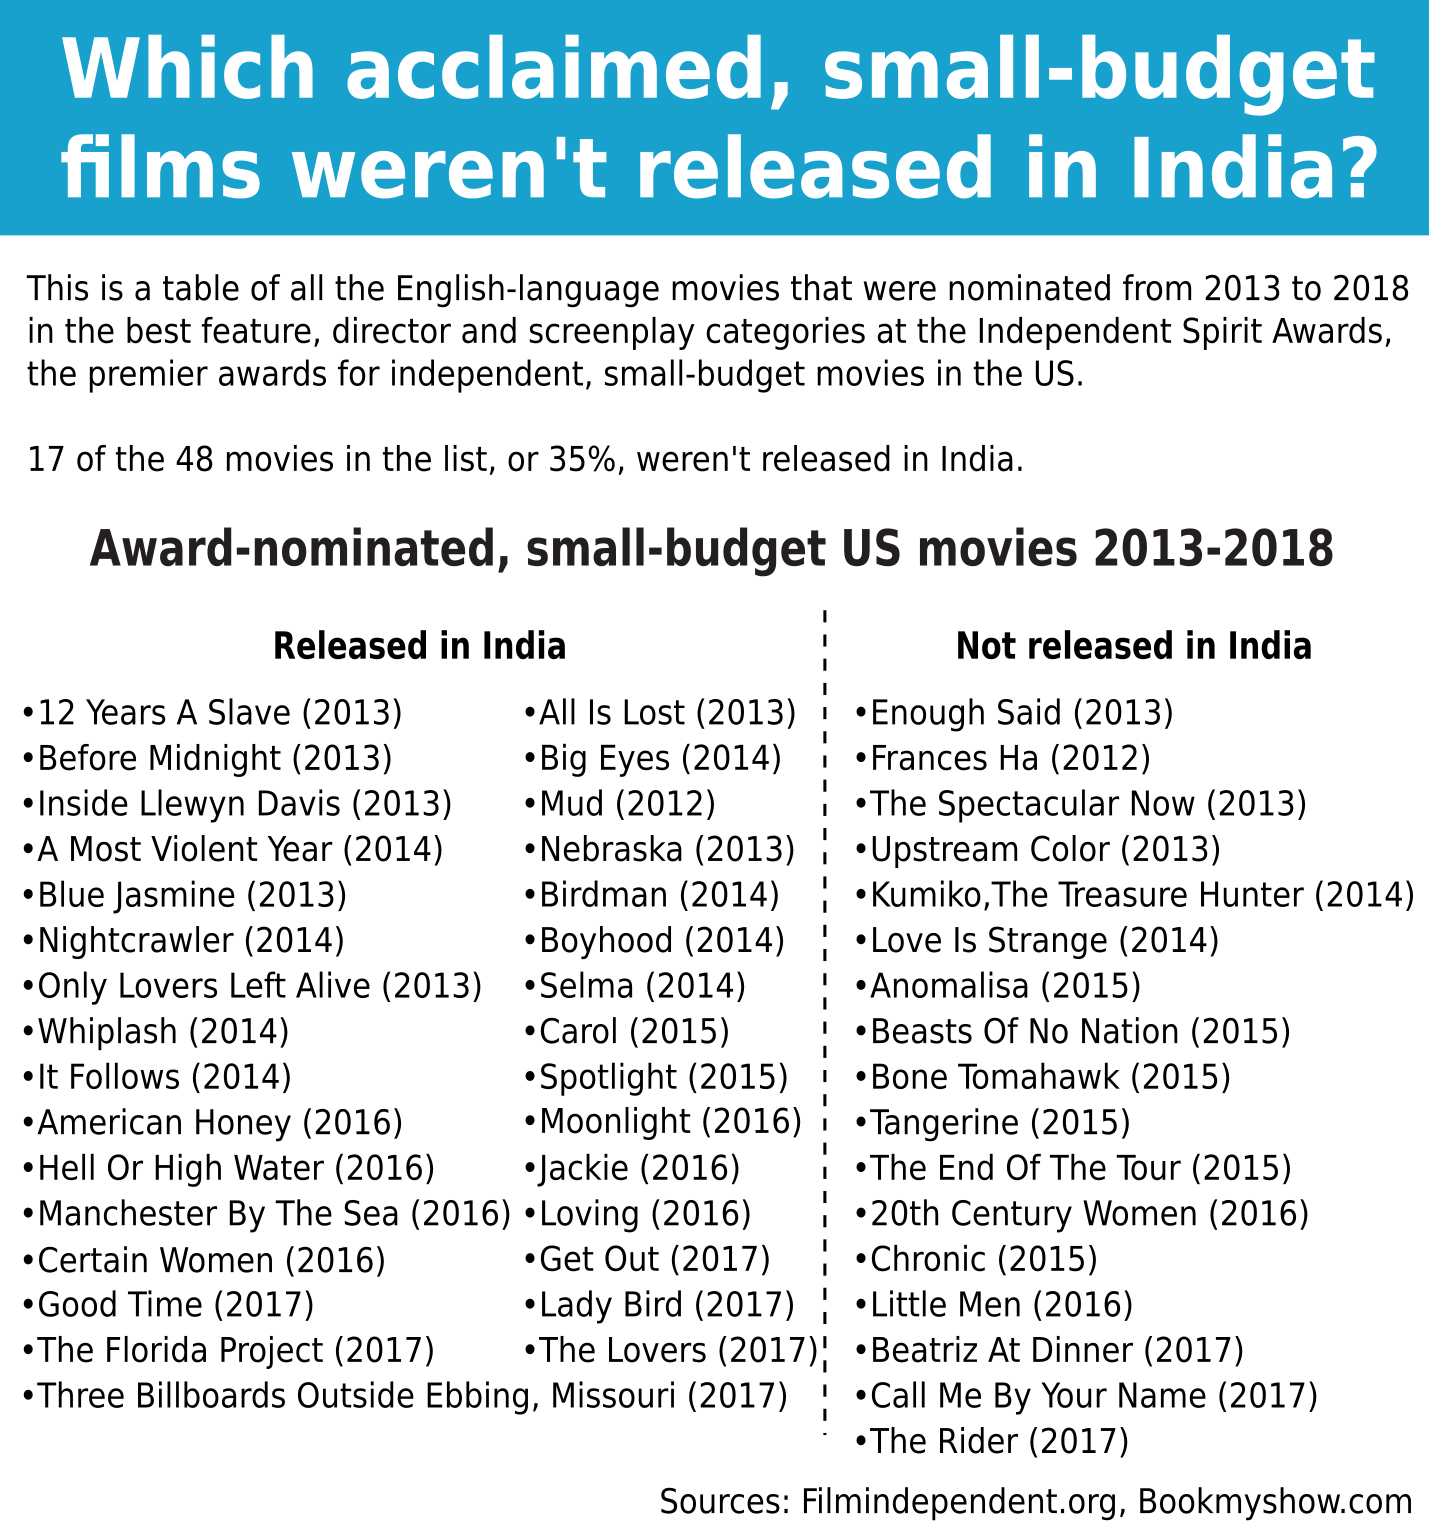 Which acclaimed, small-budget
films weren't released in India?
This is a table of all the English-language movies that were nominated from 2013 to 2018
in the best feature, director and screenplay categories at the Independent Spirit Awards,
the premier awards for independent, small-budget movies in the US.
17 of the 48 movies in the list, or 35%, weren't released in India.
Award-nominated, small-budget US movies 2013-2018
Released in India
•12 Years A Slave (2013)
•Before Midnight (2013)
•Inside Llewyn Davis (2013)
•A Most Violent Year (2014)
•Blue Jasmine (2013)
•Nightcrawler (2014)
•Only Lovers Left Alive (2013)
•Whiplash (2014)
•It Follows (2014)
•American Honey (2016)
•Hell Or High Water (2016)
•Manchester By The Sea (2016)
•Certain Women (2016)
•Good Time (2017)
•The Florida Project (2017)
•Three Billboards Outside Ebbing, Missouri (2017)
•All Is Lost (2013)
•Big Eyes (2014)
•Mud (2012)
•Nebraska (2013)
•Birdman (2014)
•Boyhood (2014)
•Selma (2014)
•Carol (2015)
•Spotlight (2015)
•Moonlight (2016)
•Jackie (2016)
•Loving (2016)
•Get Out (2017)
•Lady Bird (2017)
•The Lovers (2017)
Not released in India
•Enough Said (2013)
•Frances Ha (2012)
•The Spectacular Now (2013)
•Upstream Color (2013)
•Kumiko,The Treasure Hunter (2014)
•Love Is Strange (2014)
•Anomalisa (2015)
•Beasts Of No Nation (2015)
•Bone Tomahawk (2015)
•Tangerine (2015)
•The End Of The Tour (2015)
•20th Century Women (2016)
•Chronic (2015)
•Little Men (2016)
•Beatriz At Dinner (2017)
•Call Me By Your Name (2017)
•The Rider (2017)
Sources: Filmindependent.org, Bookmyshow.com